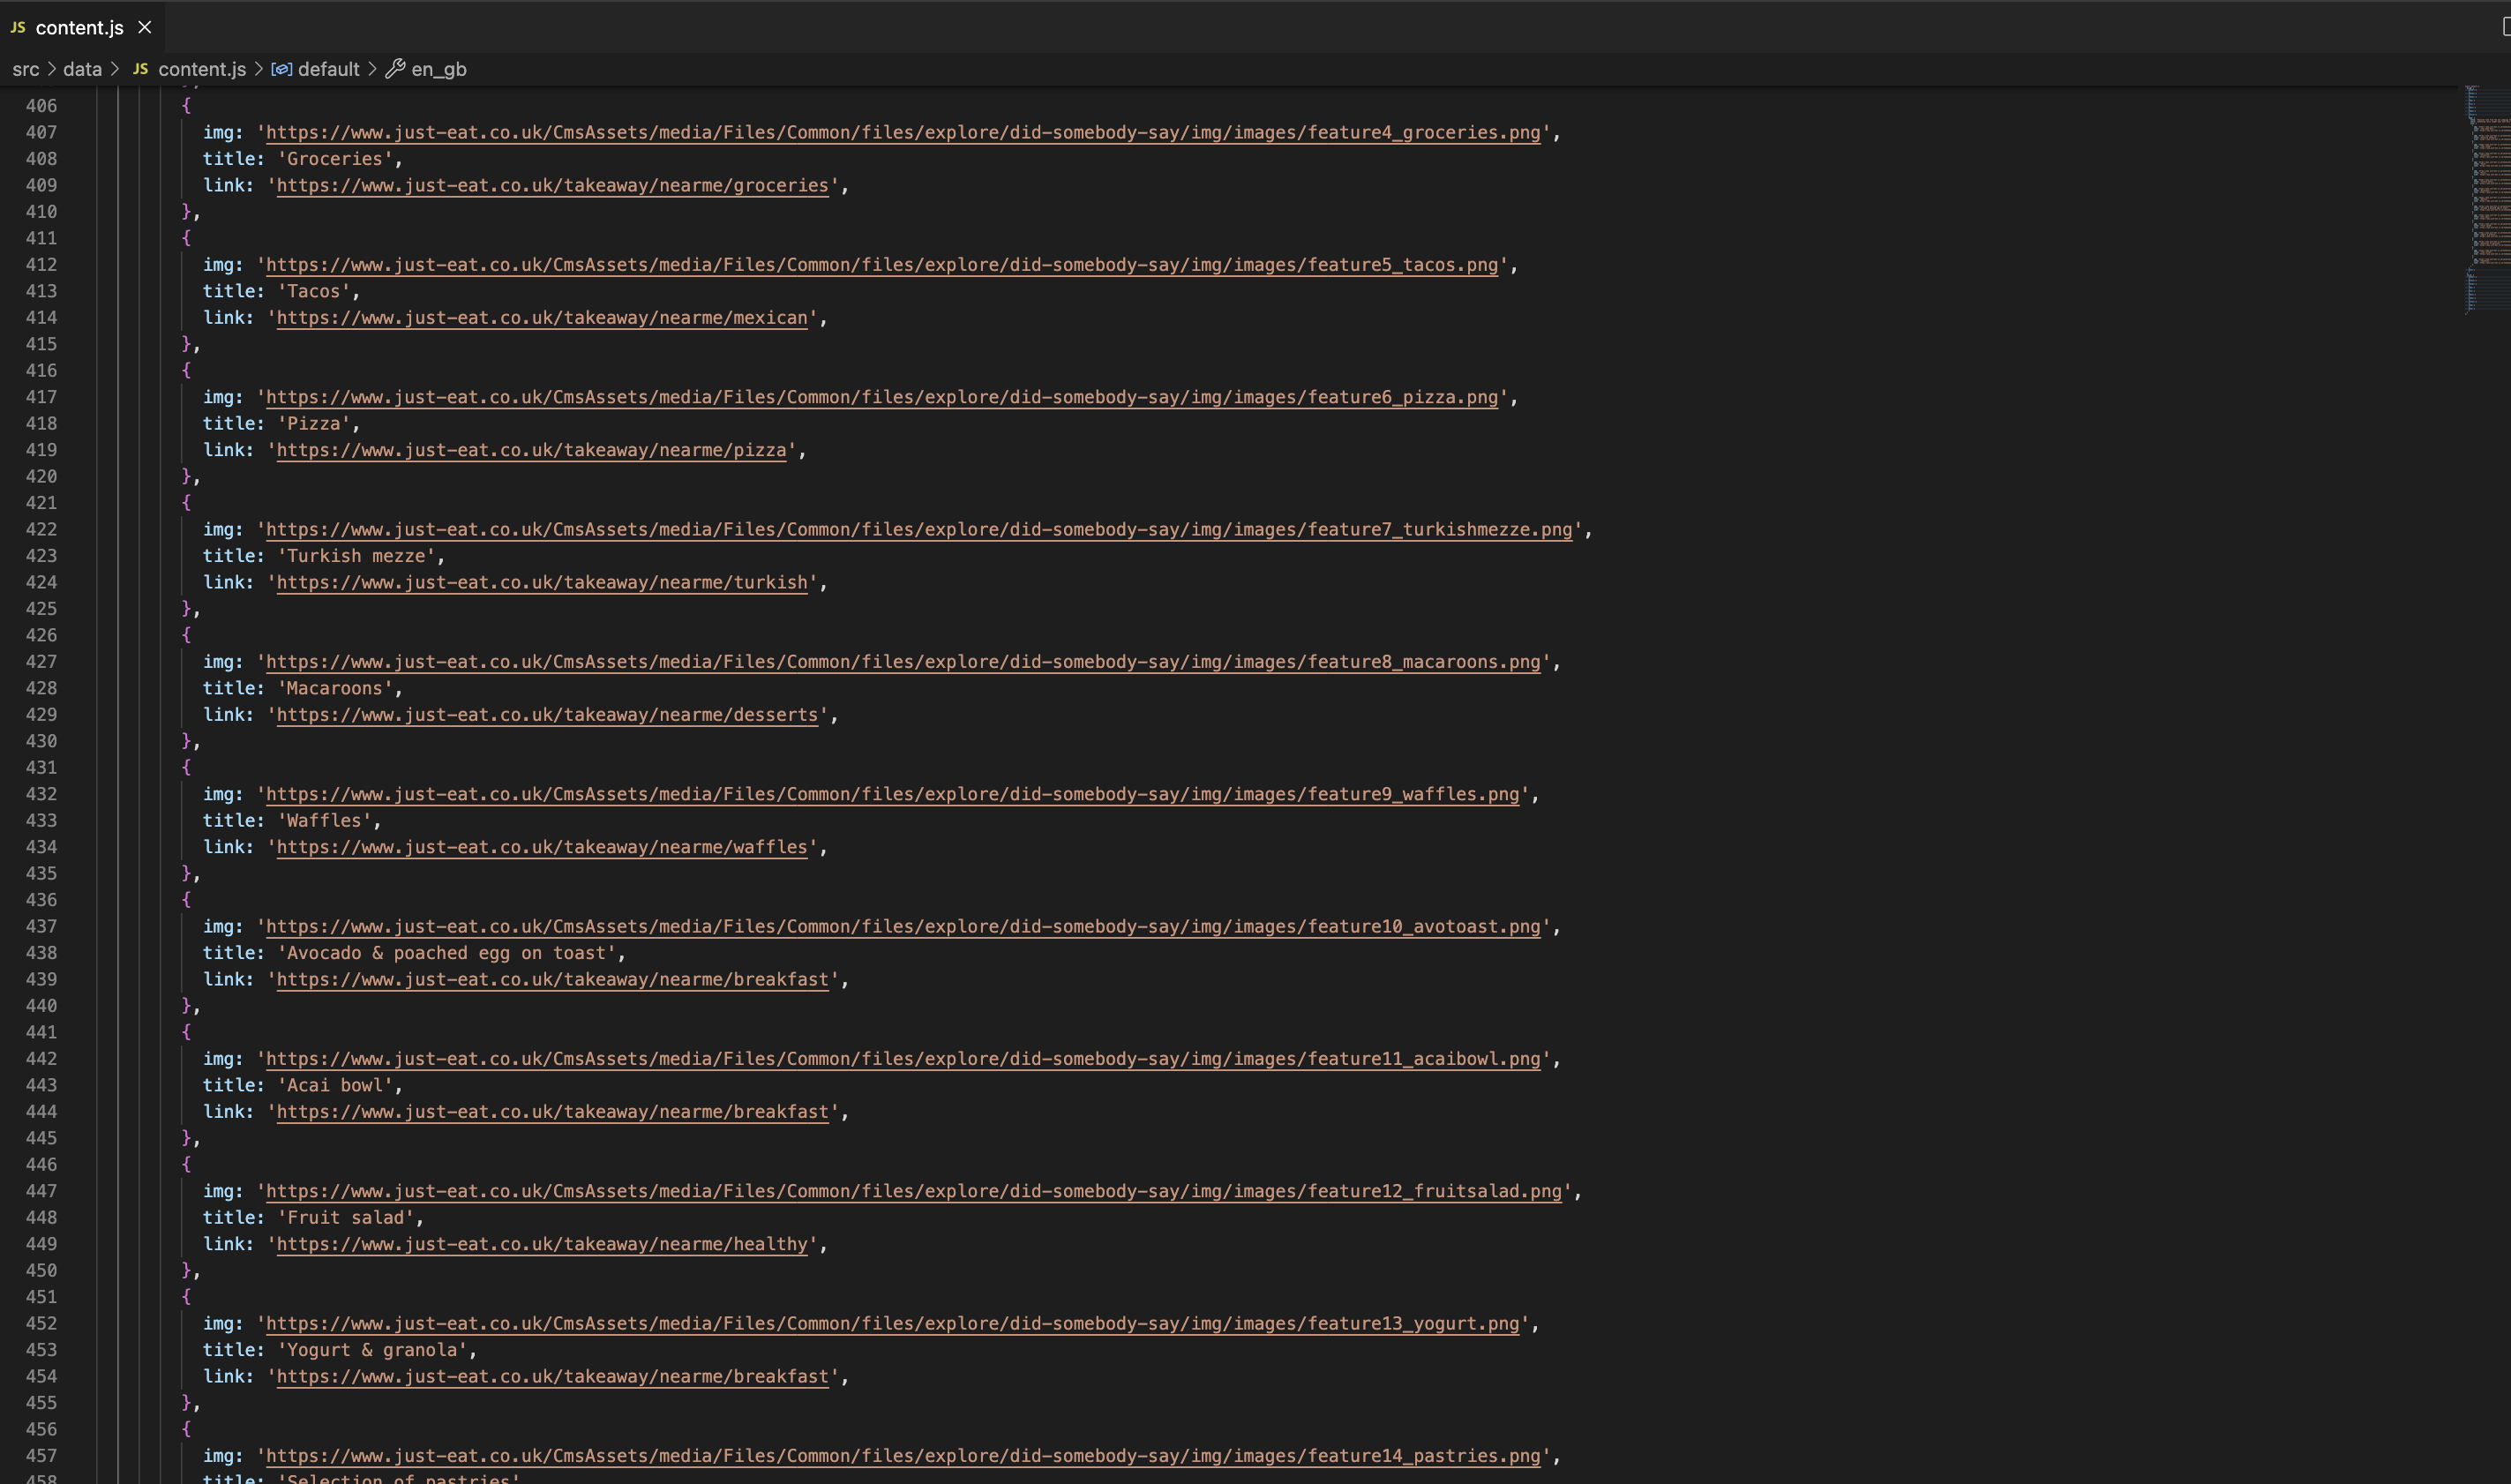 JS content.js ×
src > data > JS content.js > default > en_gb
406 {
407 img: 'https://www.just-eat.co.uk/CmsAssets/media/Files/Common/files/explore/did-somebody-say/img/images/feature4_groceries.png',
408 title: 'Groceries',
409 link: 'https://www.just-eat.co.uk/takeaway/nearme/groceries',
410 },
411 {
412 img: 'https://www.just-eat.co.uk/CmsAssets/media/Files/Common/files/explore/did-somebody-say/img/images/feature5_tacos.png',
413 title: 'Tacos',
414 link: 'https://www.just-eat.co.uk/takeaway/nearme/mexican',
415 },
416 {
417 img: 'https://www.just-eat.co.uk/CmsAssets/media/Files/Common/files/explore/did-somebody-say/img/images/feature6_pizza.png',
418 title: 'Pizza',
419 link: 'https://www.just-eat.co.uk/takeaway/nearme/pizza',
420 },
421 {
422 img: 'https://www.just-eat.co.uk/CmsAssets/media/Files/Common/files/explore/did-somebody-say/img/images/feature7_turkishmezze.png',
423 title: 'Turkish mezze',
424 link: 'https://www.just-eat.co.uk/takeaway/nearme/turkish',
425 },
426 {
427 img: 'https://www.just-eat.co.uk/CmsAssets/media/Files/Common/files/explore/did-somebody-say/img/images/feature8_macaroons.png',
428 title: 'Macaroons',
429 link: 'https://www.just-eat.co.uk/takeaway/nearme/desserts',
430 },
431 {
432 img: 'https://www.just-eat.co.uk/CmsAssets/media/Files/Common/files/explore/did-somebody-say/img/images/feature9_waffles.png',
433 title: 'Waffles',
434 link: 'https://www.just-eat.co.uk/takeaway/nearme/waffles',
435 },
436 {
437 img: 'https://www.just-eat.co.uk/CmsAssets/media/Files/Common/files/explore/did-somebody-say/img/images/feature10_avotoast.png',
438 title: 'Avocado & poached egg on toast',
439 link: 'https://www.just-eat.co.uk/takeaway/nearme/breakfast',
440 },
441 {
442 img: 'https://www.just-eat.co.uk/CmsAssets/media/Files/Common/files/explore/did-somebody-say/img/images/feature11_acaibowl.png',
443 title: 'Acai bowl',
444 link: 'https://www.just-eat.co.uk/takeaway/nearme/breakfast',
445 },
446 {
447 img: 'https://www.just-eat.co.uk/CmsAssets/media/Files/Common/files/explore/did-somebody-say/img/images/feature12_fruitsalad.png',
448 title: 'Fruit salad',
449 link: 'https://www.just-eat.co.uk/takeaway/nearme/healthy',
450 },
451 {
452 img: 'https://www.just-eat.co.uk/CmsAssets/media/Files/Common/files/explore/did-somebody-say/img/images/feature13_yogurt.png',
453 title: 'Yogurt & granola',
454 link: 'https://www.just-eat.co.uk/takeaway/nearme/breakfast',
455 },
456 {
457 img: 'https://www.just-eat.co.uk/CmsAssets/media/Files/Common/files/explore/did-somebody-say/img/images/feature14_pastries.png',
458 title: 'Selection of pastries'